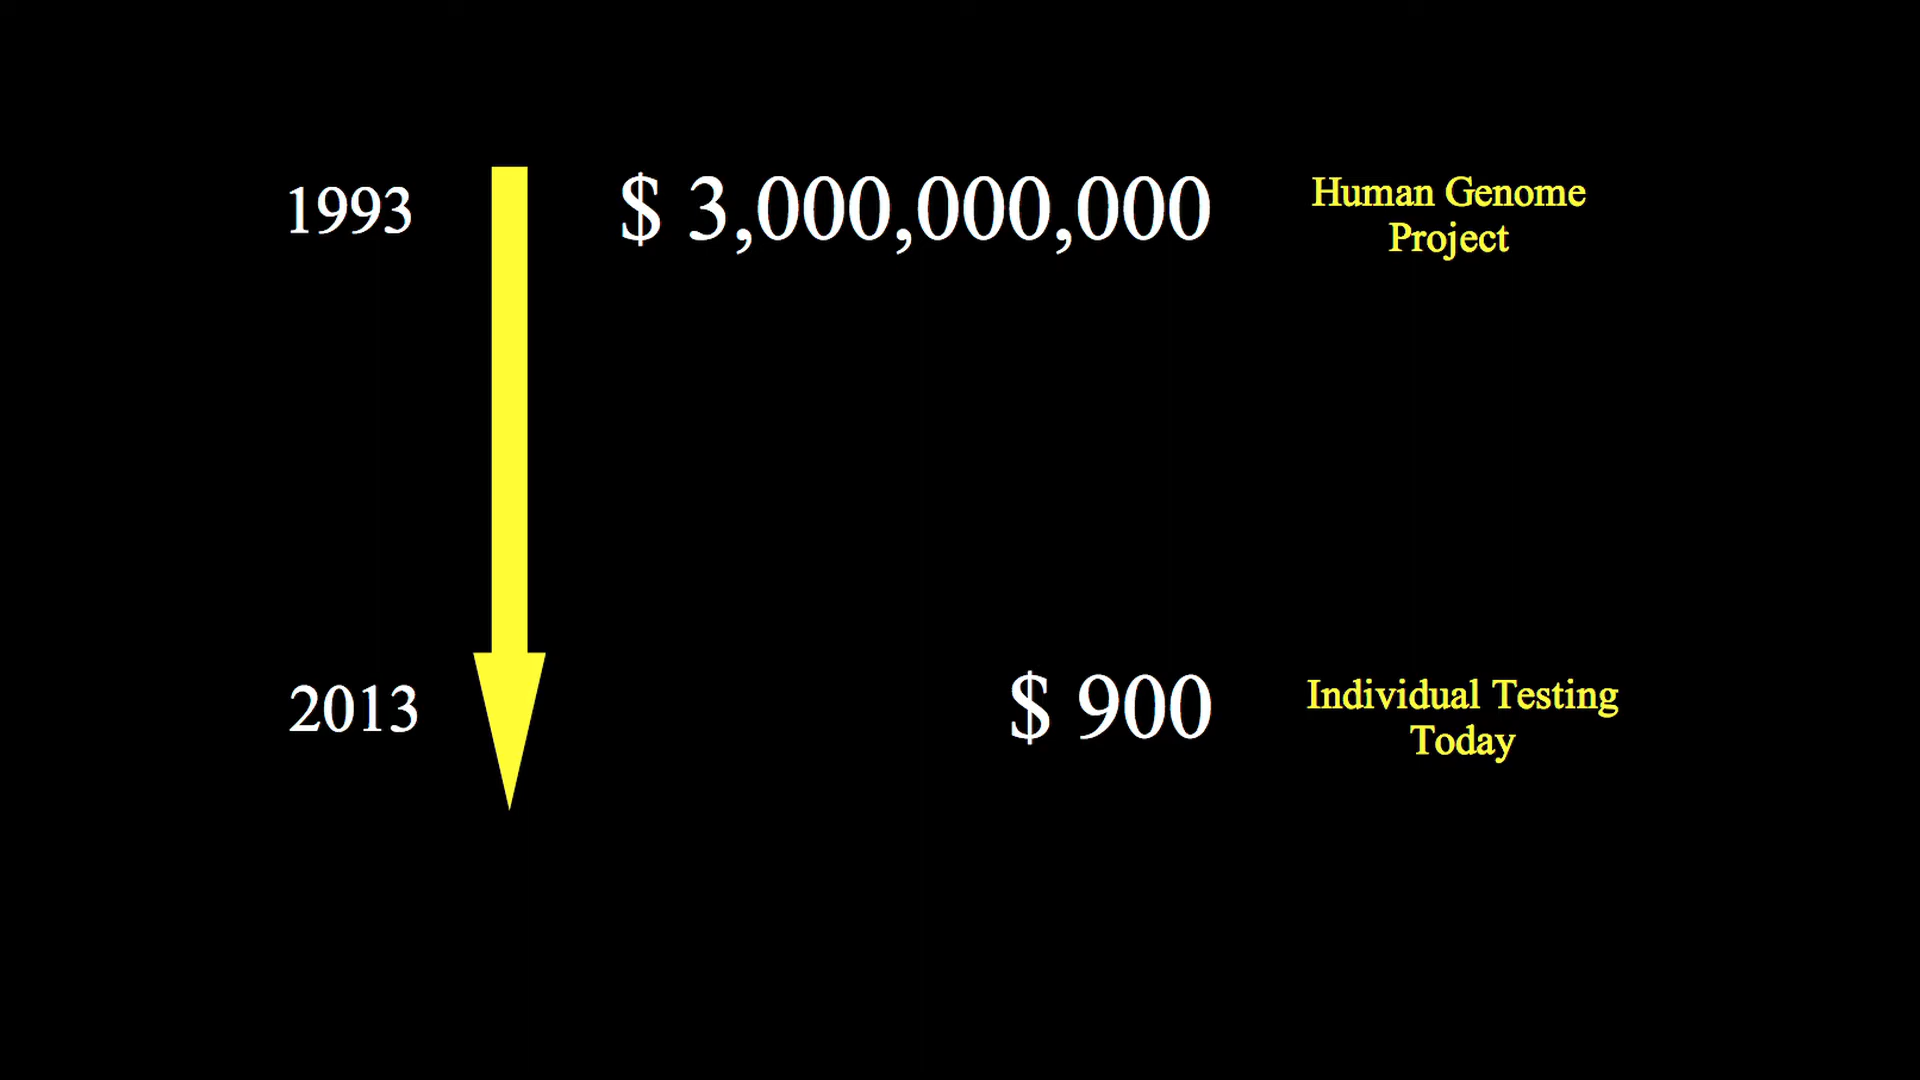 1993
$ 3,000,000,000
Human Genome
Project
2013
$ 900
Individual Testing
Today